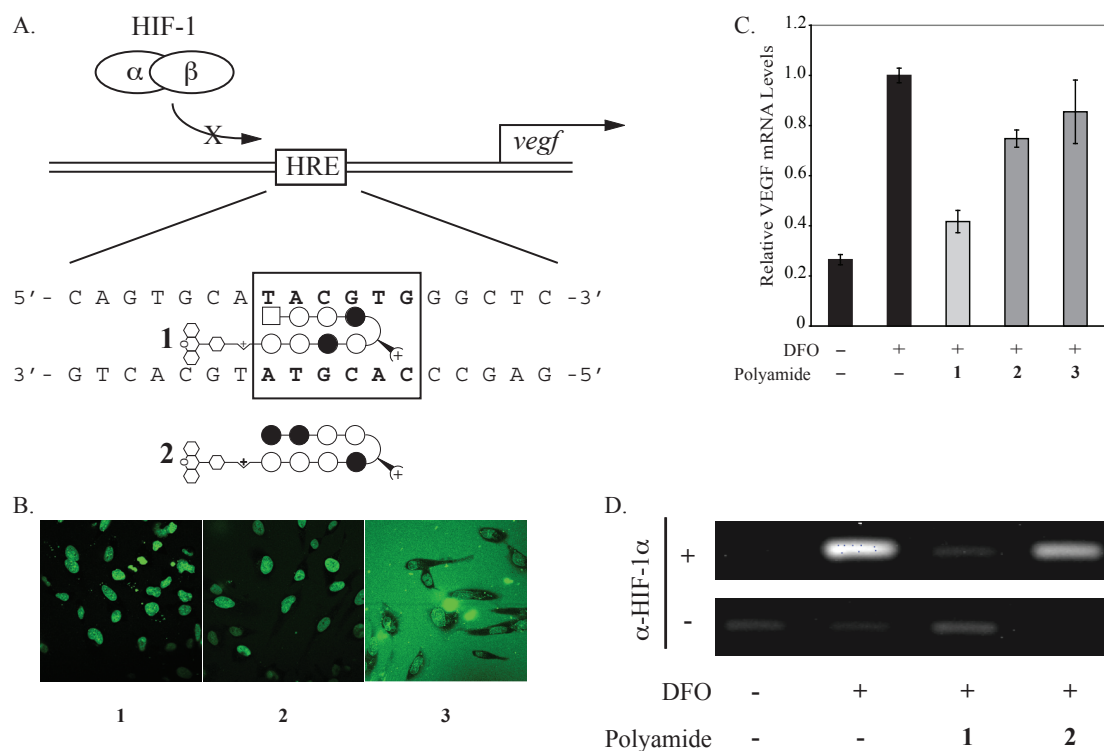 A.
HIF-1
α β
X
HRE
vegf
5′- C A G T G C A T A C G T G G G C T C -3′
1
+
+
3′- G T C A C G T A T G C A C C C G A G -5′
2
+
+
B.
1 2 3
C.
Relative VEGF mRNA Levels
1.2
1.0
0.8
0.6
0.4
0.2
0
DFO – + + + +
Polyamide – – 1 2 3
D.
α-HIF-1α
+
-
DFO - + + +
Polyamide - - 1 2